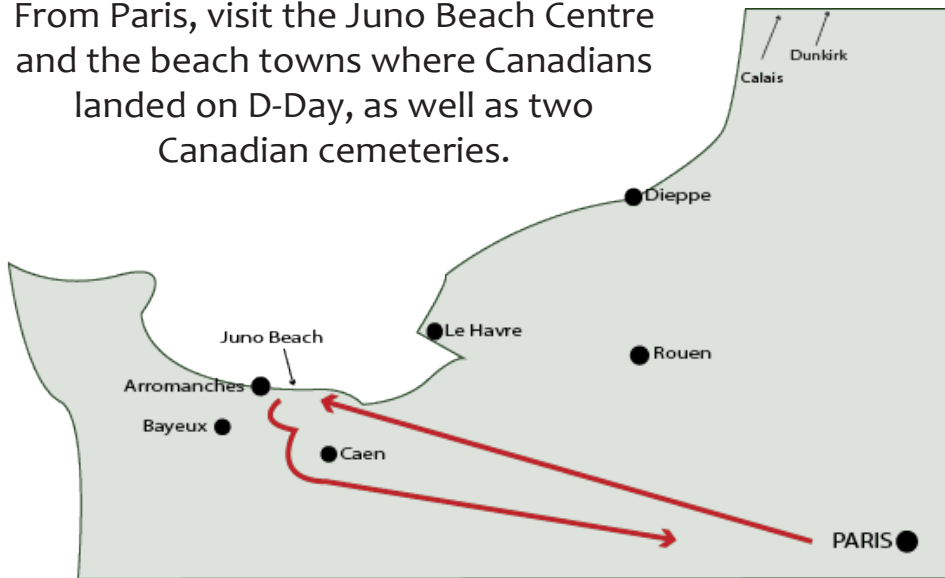 From Paris, visit the Juno Beach Centre
and the beach towns where Canadians
landed on D-Day, as well as two
Canadian cemeteries.
Dunkirk
Calais
Dieppe
Juno Beach
Le Havre
Rouen
Arromanches
Bayeux
Caen
PARIS